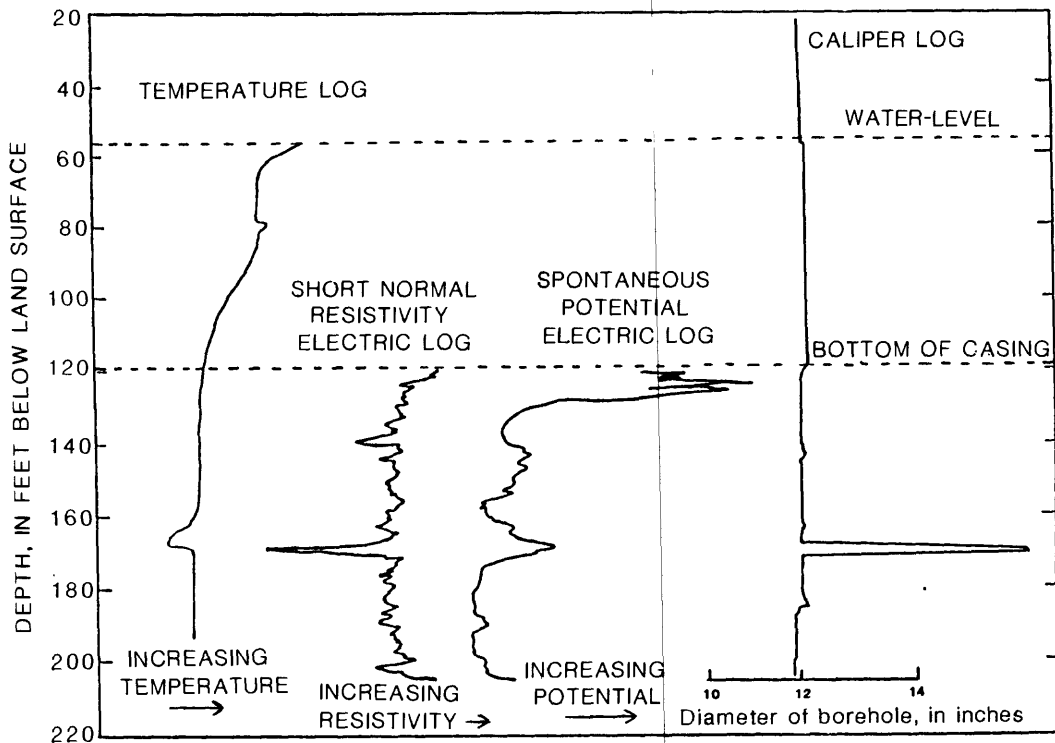 20
40
60
80
100
120
140
160
180
200
220
DEPTH, IN FEET BELOW LAND SURFACE
TEMPERATURE LOG
CALIPER LOG
WATER-LEVEL
SHORT NORMAL
RESISTIVITY
ELECTRIC LOG
SPONTANEOUS
POTENTIAL
ELECTRIC LOG
BOTTOM OF CASING
INCREASING
TEMPERATURE
INCREASING
RESISTIVITY
INCREASING
POTENTIAL
10 12 14
Diameter of borehole, in inches